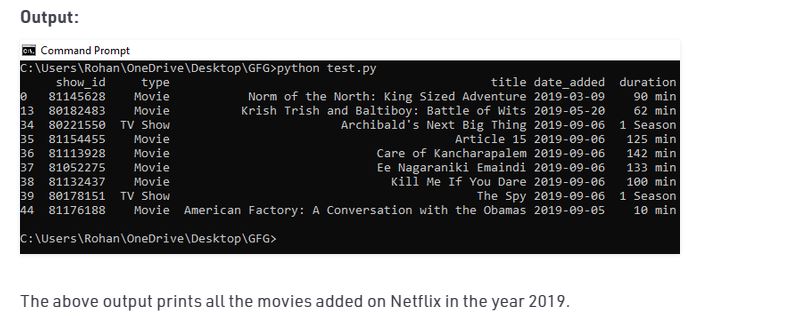 Output:
Command Prompt
C:\Users\Rohan\OneDrive\Desktop\GFG>python test.py
show_id type title date_added duration
0 81145628 Movie Norm of the North: King Sized Adventure 2019-03-09 90 min
13 80182483 Movie Krish Trish and Baltiboy: Battle of Wits 2019-05-20 62 min
34 80221550 TV Show Archibald's Next Big Thing 2019-09-06 1 Season
35 81154455 Movie Article 15 2019-09-06 125 min
36 81113928 Movie Care of Kancharapalem 2019-09-06 142 min
37 81052275 Movie Ee Nagaraniki Emaindi 2019-09-06 133 min
38 81132437 Movie Kill Me If You Dare 2019-09-06 100 min
39 80178151 TV Show The Spy 2019-09-06 1 Season
44 81176188 Movie American Factory: A Conversation with the Obamas 2019-09-05 10 min
C:\Users\Rohan\OneDrive\Desktop\GFG>
The above output prints all the movies added on Netflix in the year 2019.